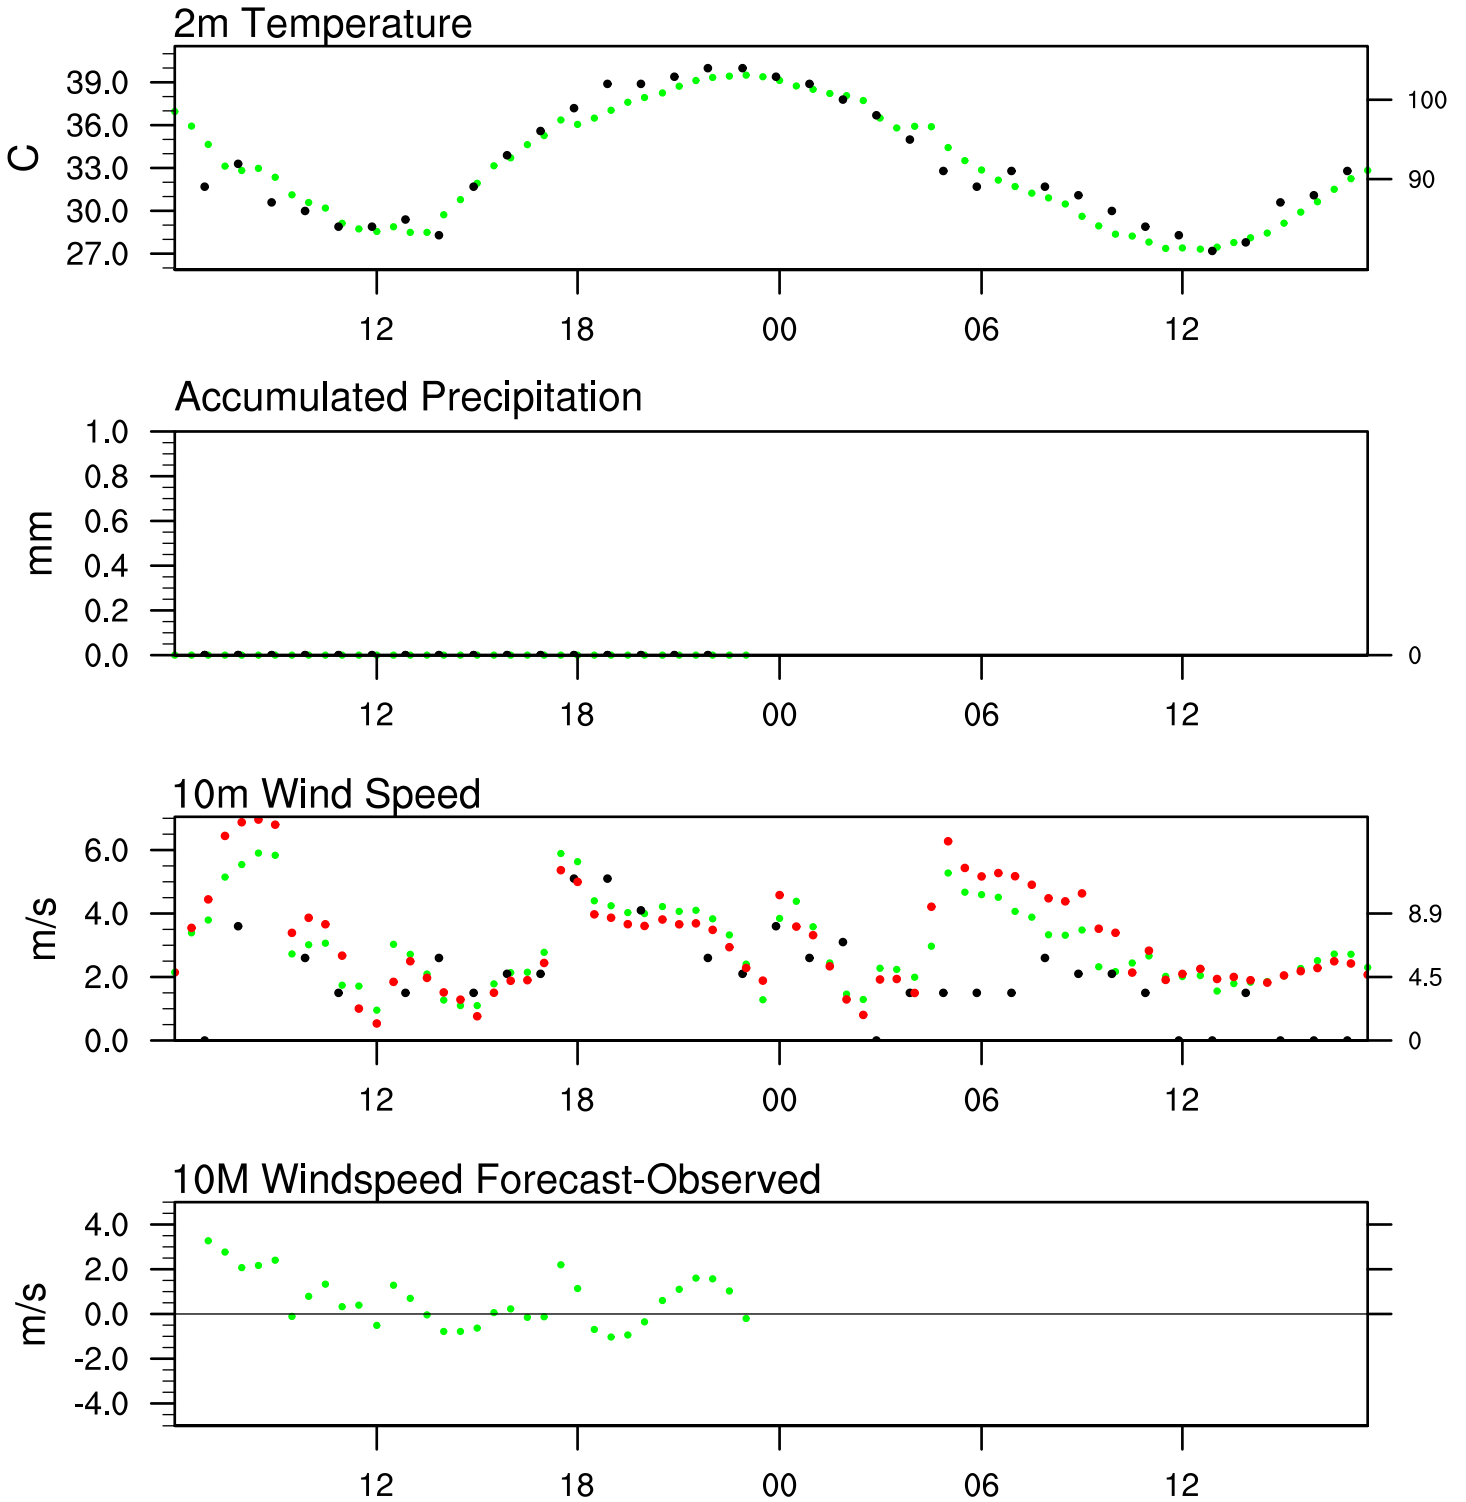 2m Temperature
39.0
36.0
33.0
30.0
27.0
C
100
90
12 18 00 06 12
Accumulated Precipitation
1.0
0.8
0.6
0.4
0.2
0.0
mm
0
12 18 00 06 12
10m Wind Speed
6.0
4.0
2.0
0.0
m/s
8.9
4.5
0
12 18 00 06 12
10M Windspeed Forecast-Observed
4.0
2.0
0.0
-2.0
-4.0
m/s
12 18 00 06 12